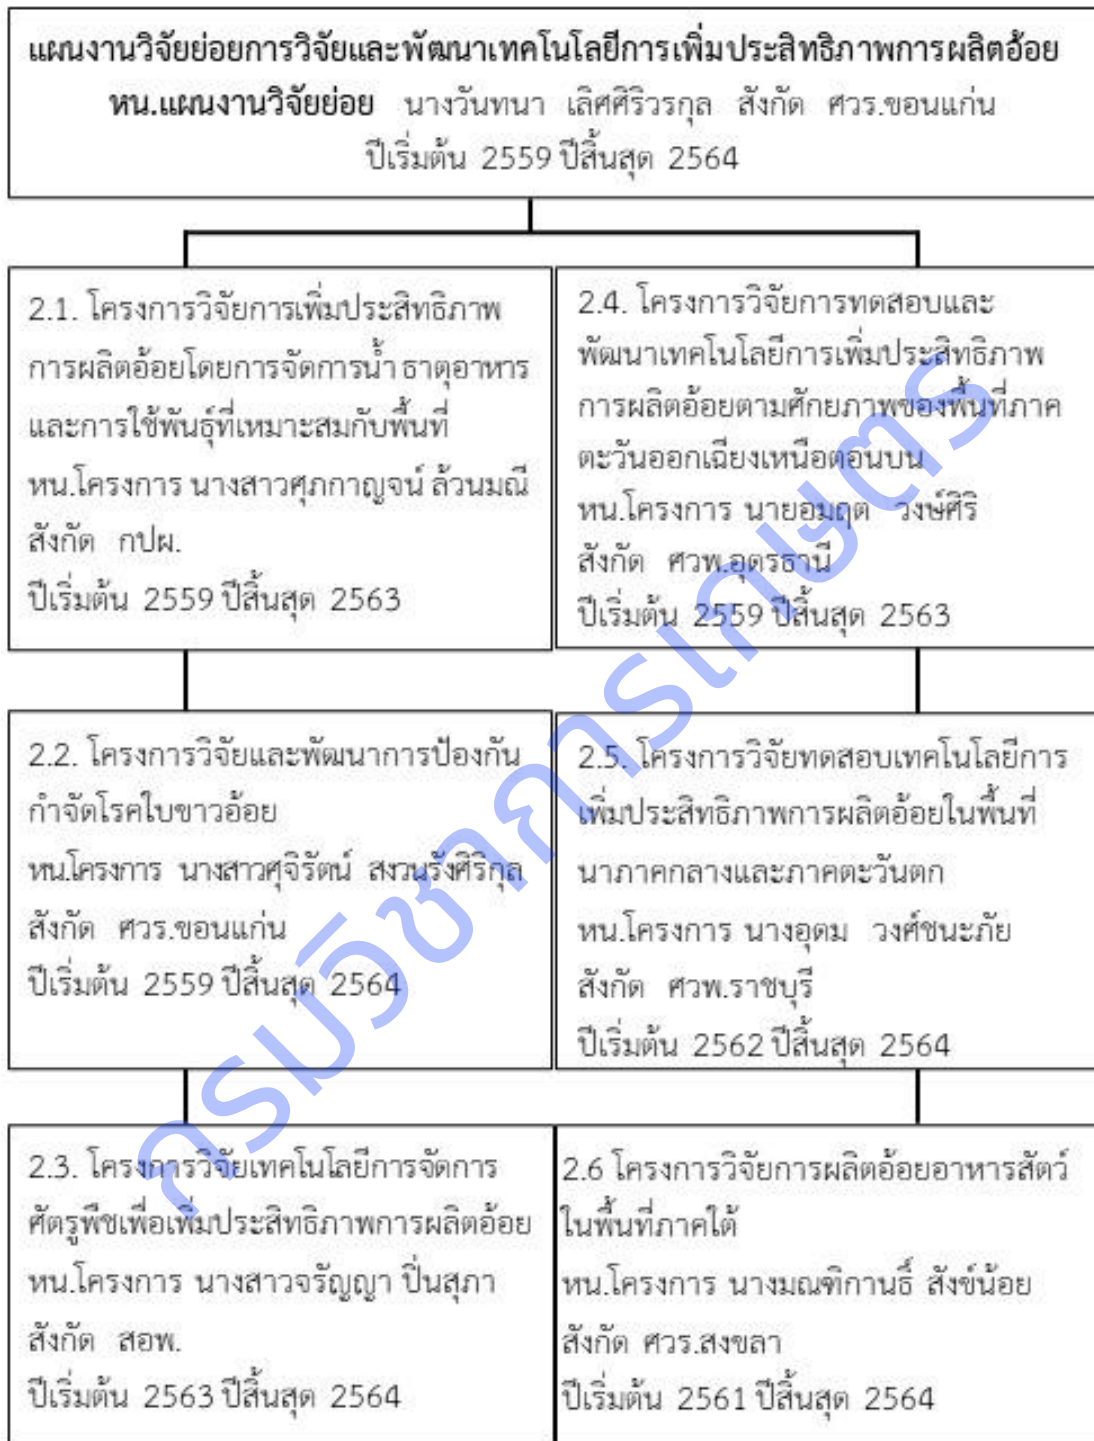 แผนงานวิจัยย่อยการวิจัยและพัฒนาเทคโนโลยีการเพิ่มประสิทธิภาพการผลิตอ้อย
หน.แผนงานวิจัยย่อย นางวันทนา เลิศศิริวรกุล สังกัด ศวร.ขอนแก่น
ปีเริ่มต้น 2559 ปีสิ้นสุด 2564
2.1. โครงการวิจัยการเพิ่มประสิทธิภาพ
การผลิตอ้อยโดยการจัดการน้ำ ธาตุอาหาร
และการใช้พันธุ์ที่เหมาะสมกับพื้นที่
หน.โครงการ นางสาวศุภกาญจน์ ล้วนมณี
สังกัด กปผ.
ปีเริ่มต้น 2559 ปีสิ้นสุด 2563
2.2. โครงการวิจัยและพัฒนาการป้องกัน
กำจัดโรคใบขาวอ้อย
หน.โครงการ นางสาวศุจิรัตน์ สงวนรังศิริกุล
สังกัด ศวร.ขอนแก่น
ปีเริ่มต้น 2559 ปีสิ้นสุด 2564
2.3. โครงการวิจัยเทคโนโลยีการจัดการ
ศัตรูพืชเพื่อเพิ่มประสิทธิภาพการผลิตอ้อย
หน.โครงการ นางสาวจรัญญา ปิ่นสุภา
สังกัด สอพ.
ปีเริ่มต้น 2563 ปีสิ้นสุด 2564
2.4. โครงการวิจัยการทดสอบและ
พัฒนาเทคโนโลยีการเพิ่มประสิทธิภาพ
การผลิตอ้อยตามศักยภาพของพื้นที่ภาค
ตะวันออกเฉียงเหนือตอนบน
หน.โครงการ นายอมฤต วงษ์ศิริ
สังกัด ศวพ.อุดรธานี
ปีเริ่มต้น 2559 ปีสิ้นสุด 2563
2.5. โครงการวิจัยทดสอบเทคโนโลยีการ
เพิ่มประสิทธิภาพการผลิตอ้อยในพื้นที่
นาภาคกลางและภาคตะวันตก
หน.โครงการ นางอุดม วงศ์ชนะภัย
สังกัด ศวพ.ราชบุรี
ปีเริ่มต้น 2562 ปีสิ้นสุด 2564
2.6 โครงการวิจัยการผลิตอ้อยอาหารสัตว์
ในพื้นที่ภาคใต้
หน.โครงการ นางมณฑิกานธิ์ สังข์น้อย
สังกัด ศวร.สงขลา
ปีเริ่มต้น 2561 ปีสิ้นสุด 2564
กรมวิชาการเกษตร